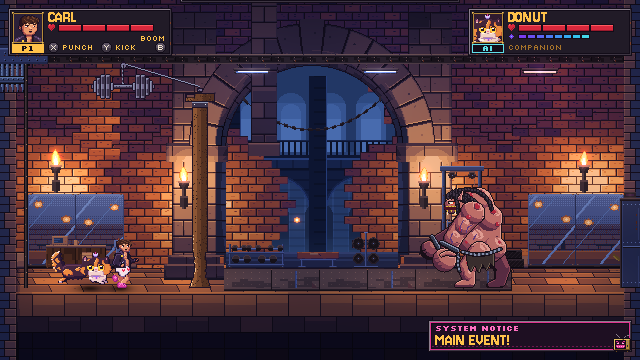 CARL
BOOM
P1
X PUNCH Y KICK B
DONUT
AI
COMPANION
SYSTEM NOTICE
MAIN EVENT!